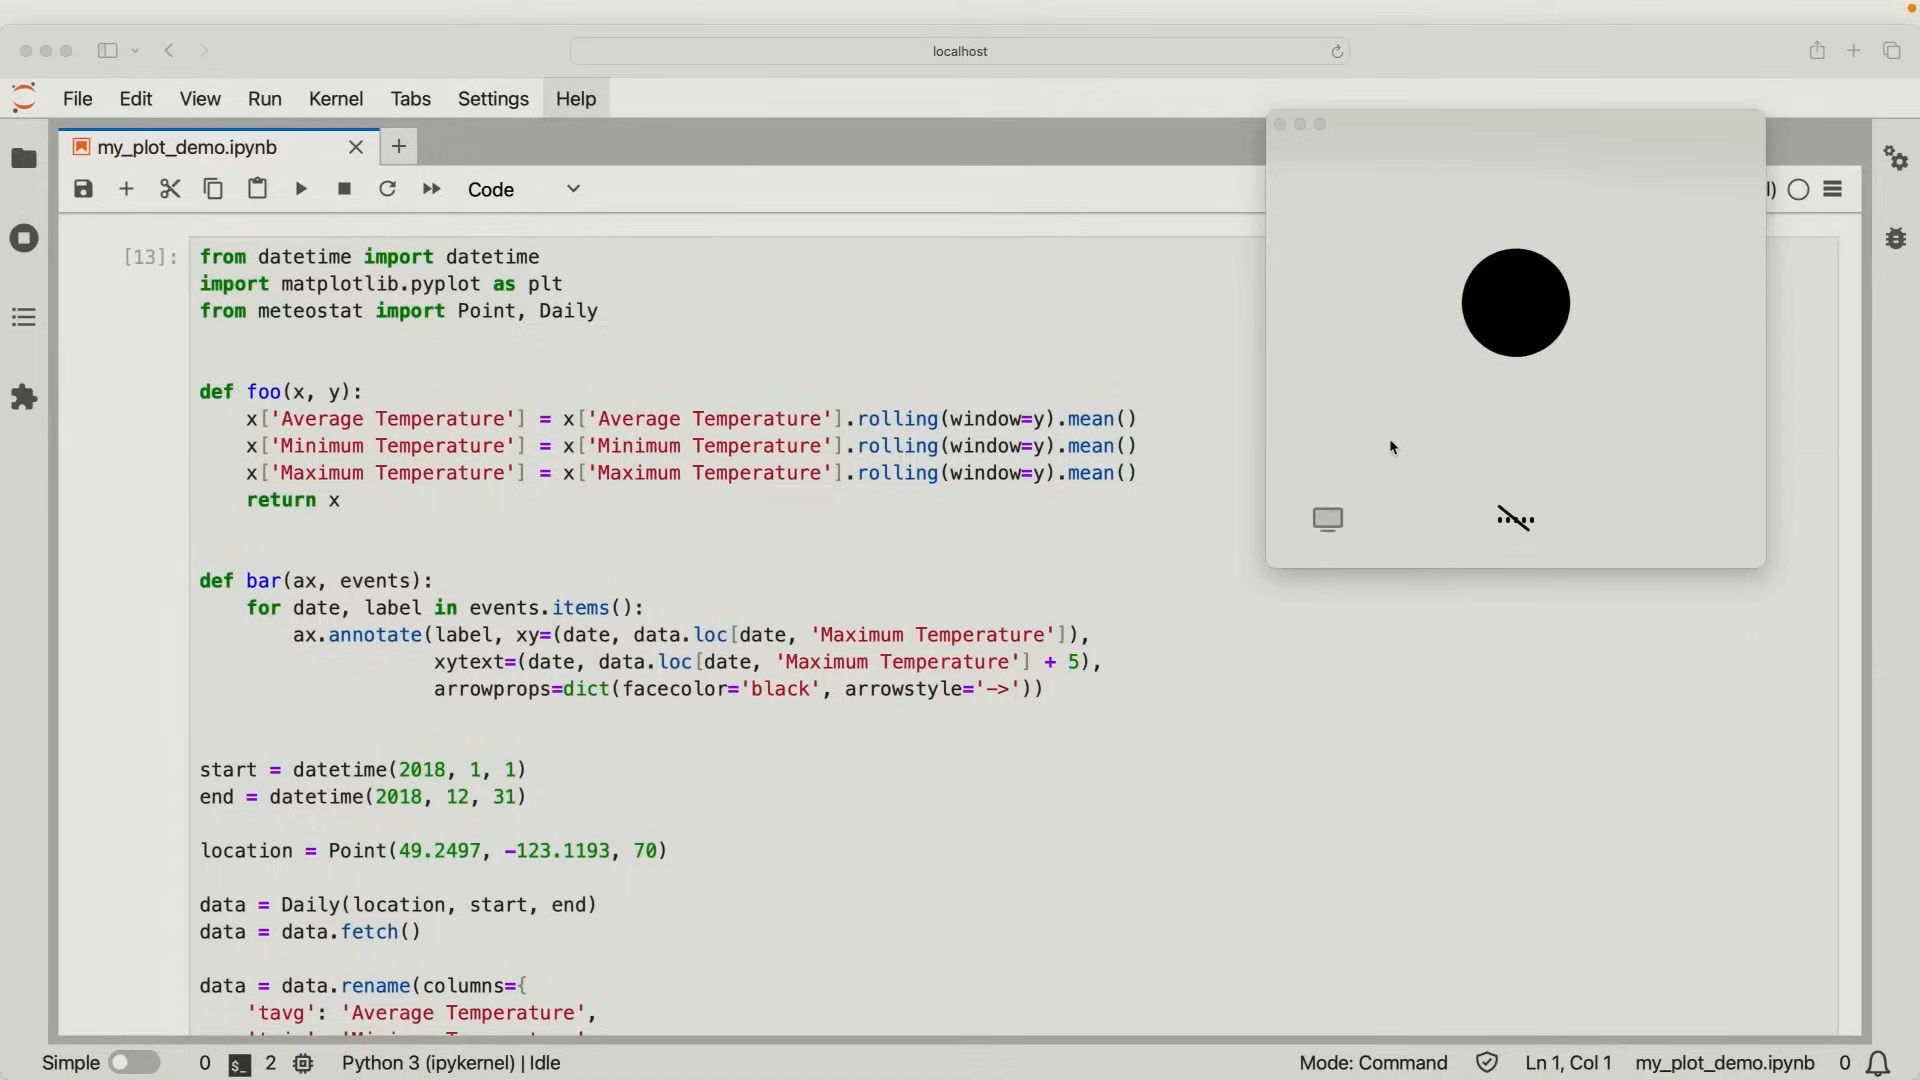 localhost
File Edit View Run Kernel Tabs Settings Help
my_plot_demo.ipynb
Code
[13]:
from datetime import datetime
import matplotlib.pyplot as plt
from meteostat import Point, Daily
def foo(x, y):
x['Average Temperature'] = x['Average Temperature'].rolling(window=y).mean()
x['Minimum Temperature'] = x['Minimum Temperature'].rolling(window=y).mean()
x['Maximum Temperature'] = x['Maximum Temperature'].rolling(window=y).mean()
return x
def bar(ax, events):
for date, label in events.items():
ax.annotate(label, xy=(date, data.loc[date, 'Maximum Temperature']),
xytext=(date, data.loc[date, 'Maximum Temperature'] + 5),
arrowprops=dict(facecolor='black', arrowstyle='->'))
start = datetime(2018, 1, 1)
end = datetime(2018, 12, 31)
location = Point(49.2497, -123.1193, 70)
data = Daily(location, start, end)
data = data.fetch()
data = data.rename(columns={
'tavg': 'Average Temperature',
Simple 0 $_ 2 Python 3 (ipykernel) | Idle Mode: Command Ln 1, Col 1 my_plot_demo.ipynb 0